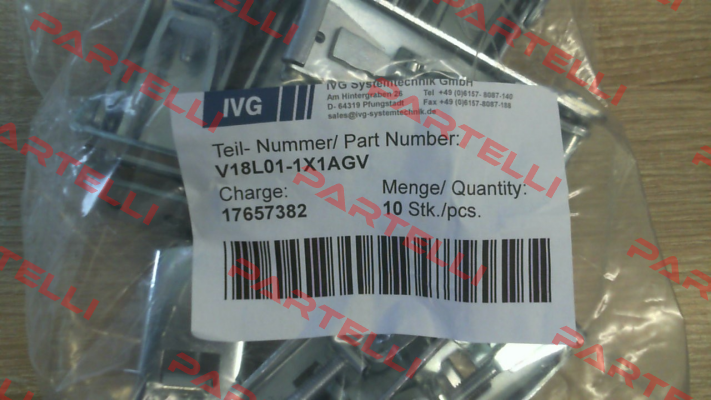 IVG
IVG Systemtechnik GmbH
Am Hintergraben 26
D- 64319 Pfungstadt
sales@ivg-systemtechnik.de
Tel +49 (0)6157- 8087-140
Fax +49 (0)6157-8087-188
Teil- Nummer/ Part Number:
V18L01-1X1AGV
Charge:
17657382
Menge/ Quantity:
10 Stk./pcs.
PARTELLI
PARTELLI
PARTELLI
PARTELLI
PARTELLI
PARTELLI
PARTELLI